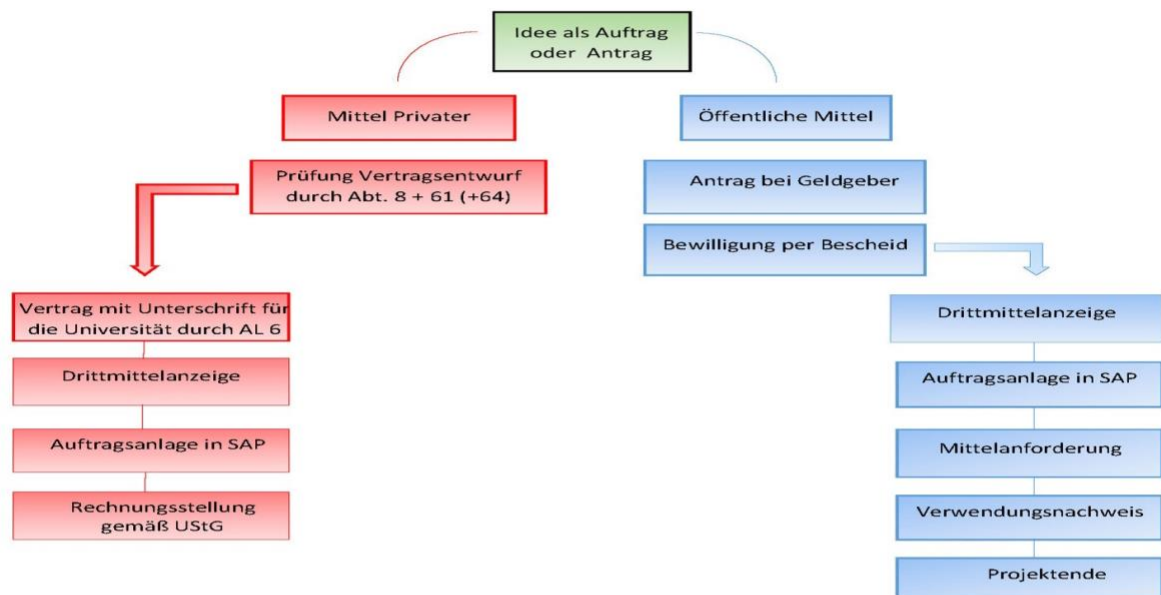 Idee als Auftrag
oder Antrag
Mittel Privater
Öffentliche Mittel
Prüfung Vertragsentwurf
durch Abt. 8 + 61 (+64)
Antrag bei Geldgeber
Bewilligung per Bescheid
Vertrag mit Unterschrift für
die Universität durch AL 6
Drittmittelanzeige
Auftragsanlage in SAP
Rechnungsstellung
gemäß UStG
Drittmittelanzeige
Auftragsanlage in SAP
Mittelanforderung
Verwendungsnachweis
Projektende